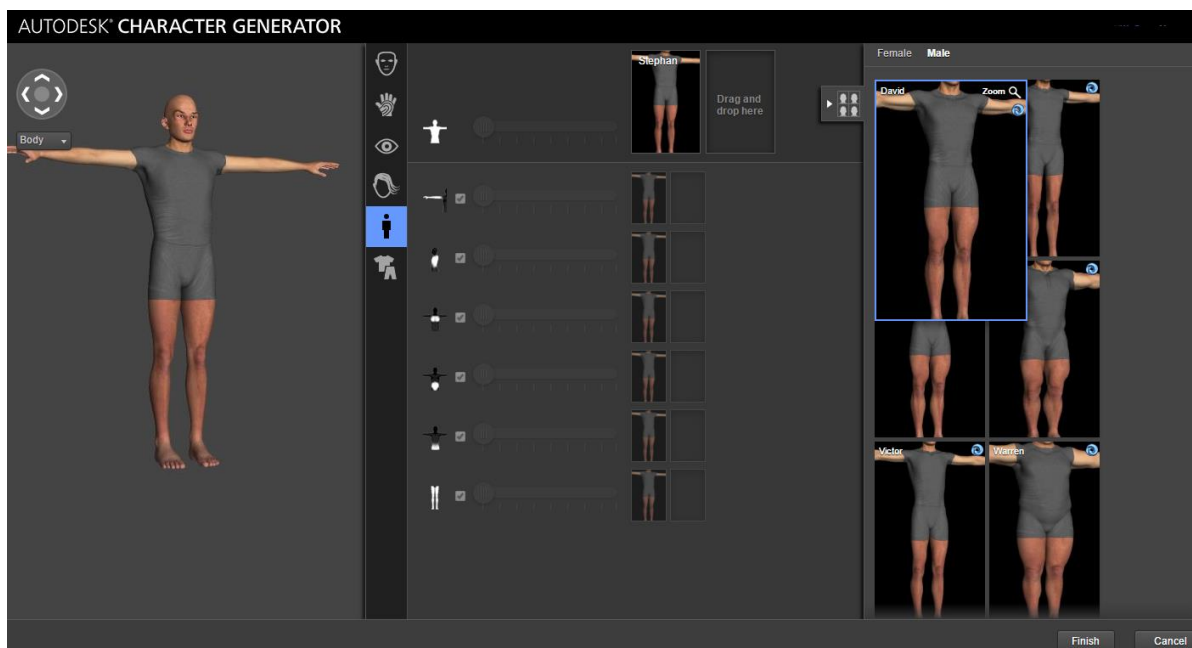 AUTODESK® CHARACTER GENERATOR
Body
Stephan
Drag and
drop here
Female Male
David
Zoom
Victor
Warren
Finish
Cancel